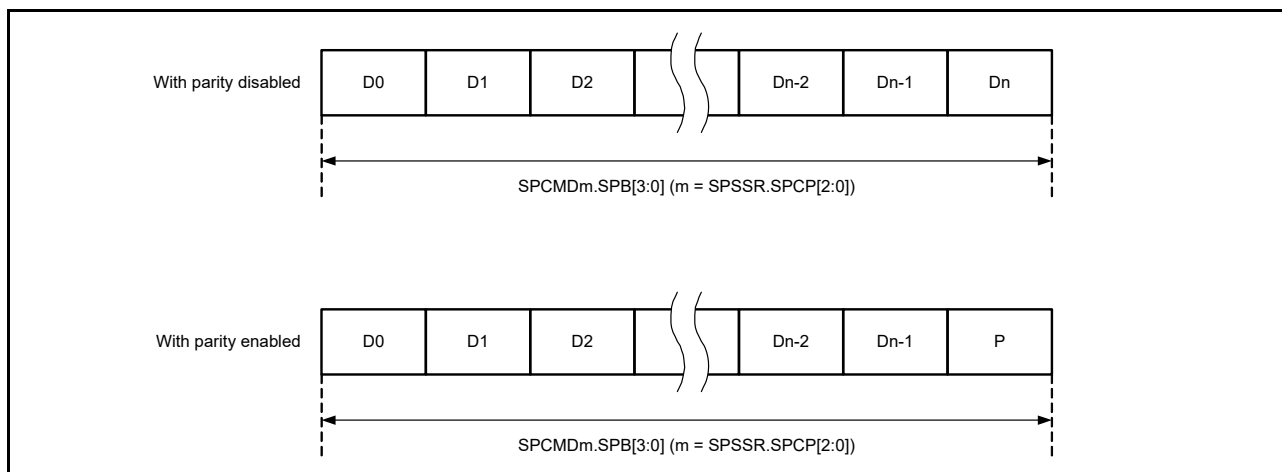 With parity disabled D0 D1 D2 Dn-2 Dn-1 Dn
SPCMDm.SPB[3:0] (m = SPSSR.SPCP[2:0])
With parity enabled D0 D1 D2 Dn-2 Dn-1 P
SPCMDm.SPB[3:0] (m = SPSSR.SPCP[2:0])